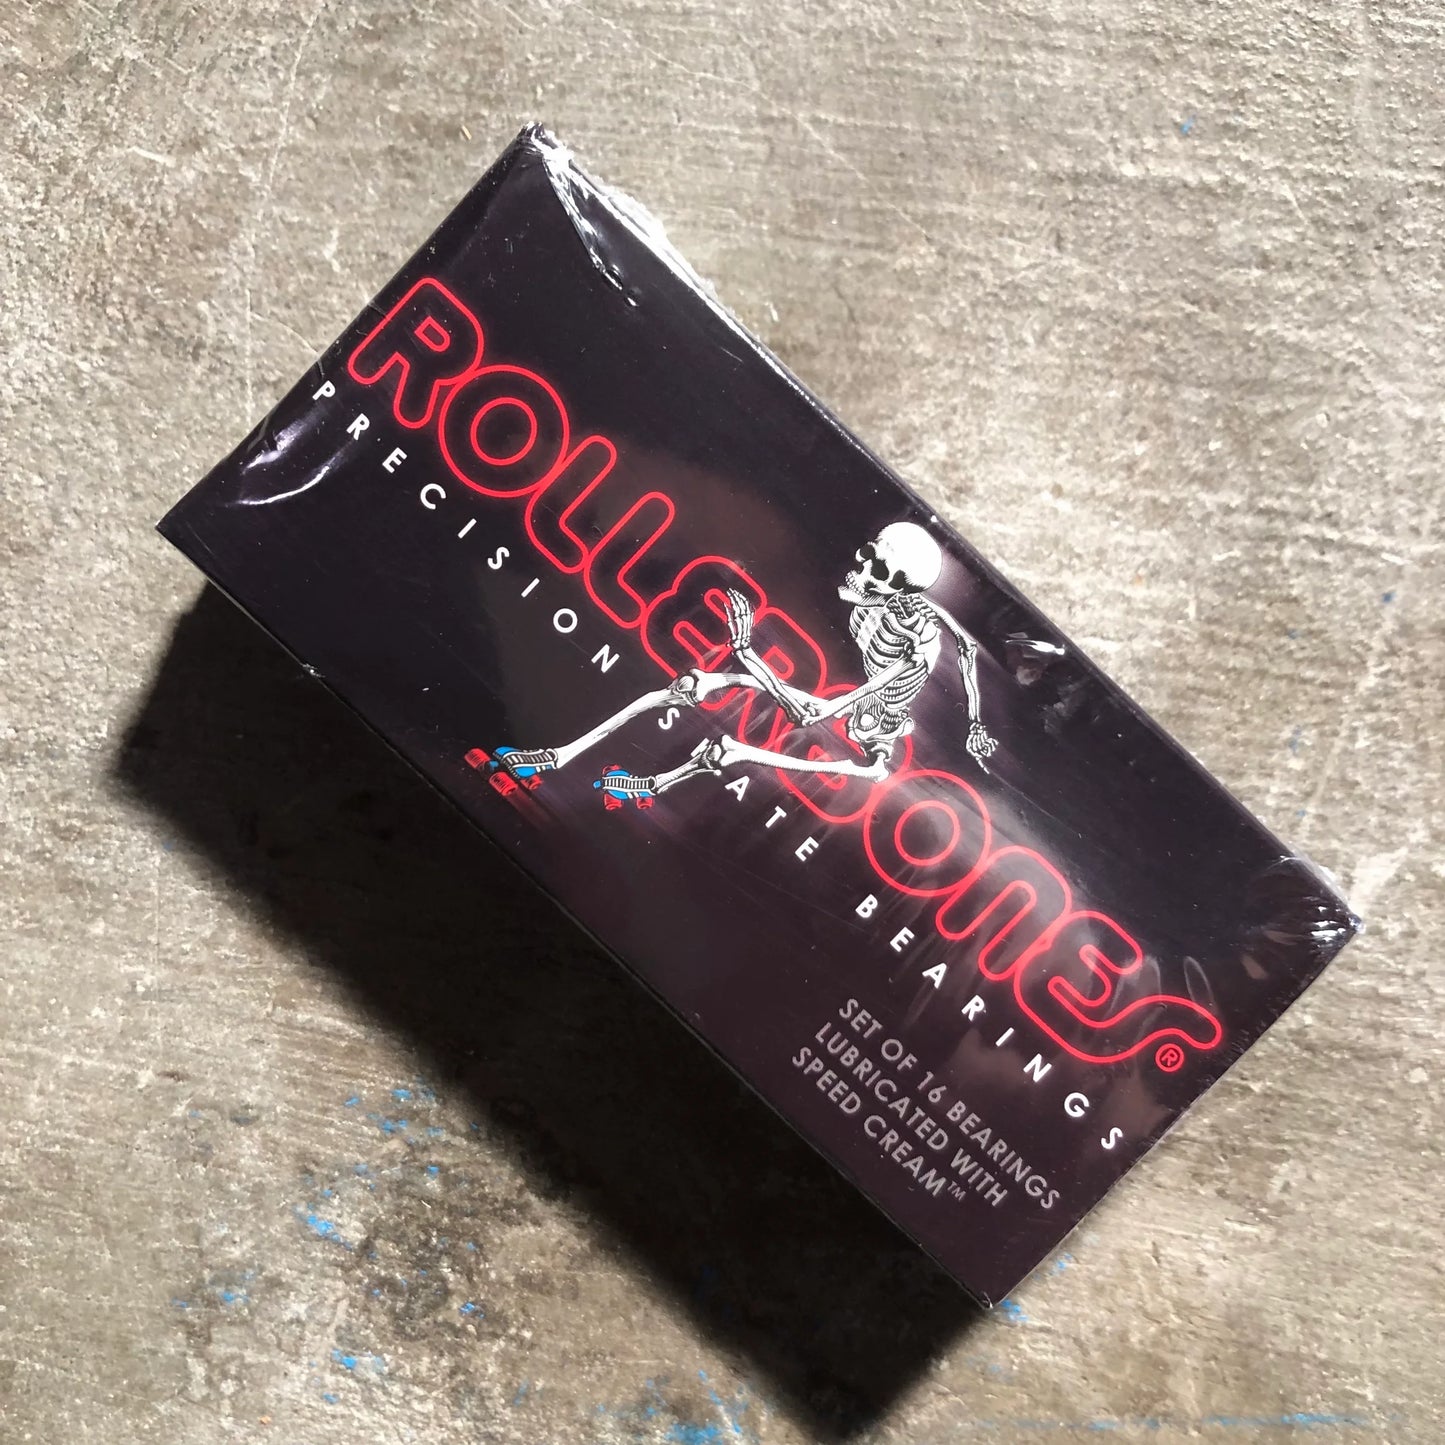 ROLLERBONES®
PRECISION SKATE BEARINGS
SET OF 16 BEARINGS
LUBRICATED WITH
SPEED CREAM™